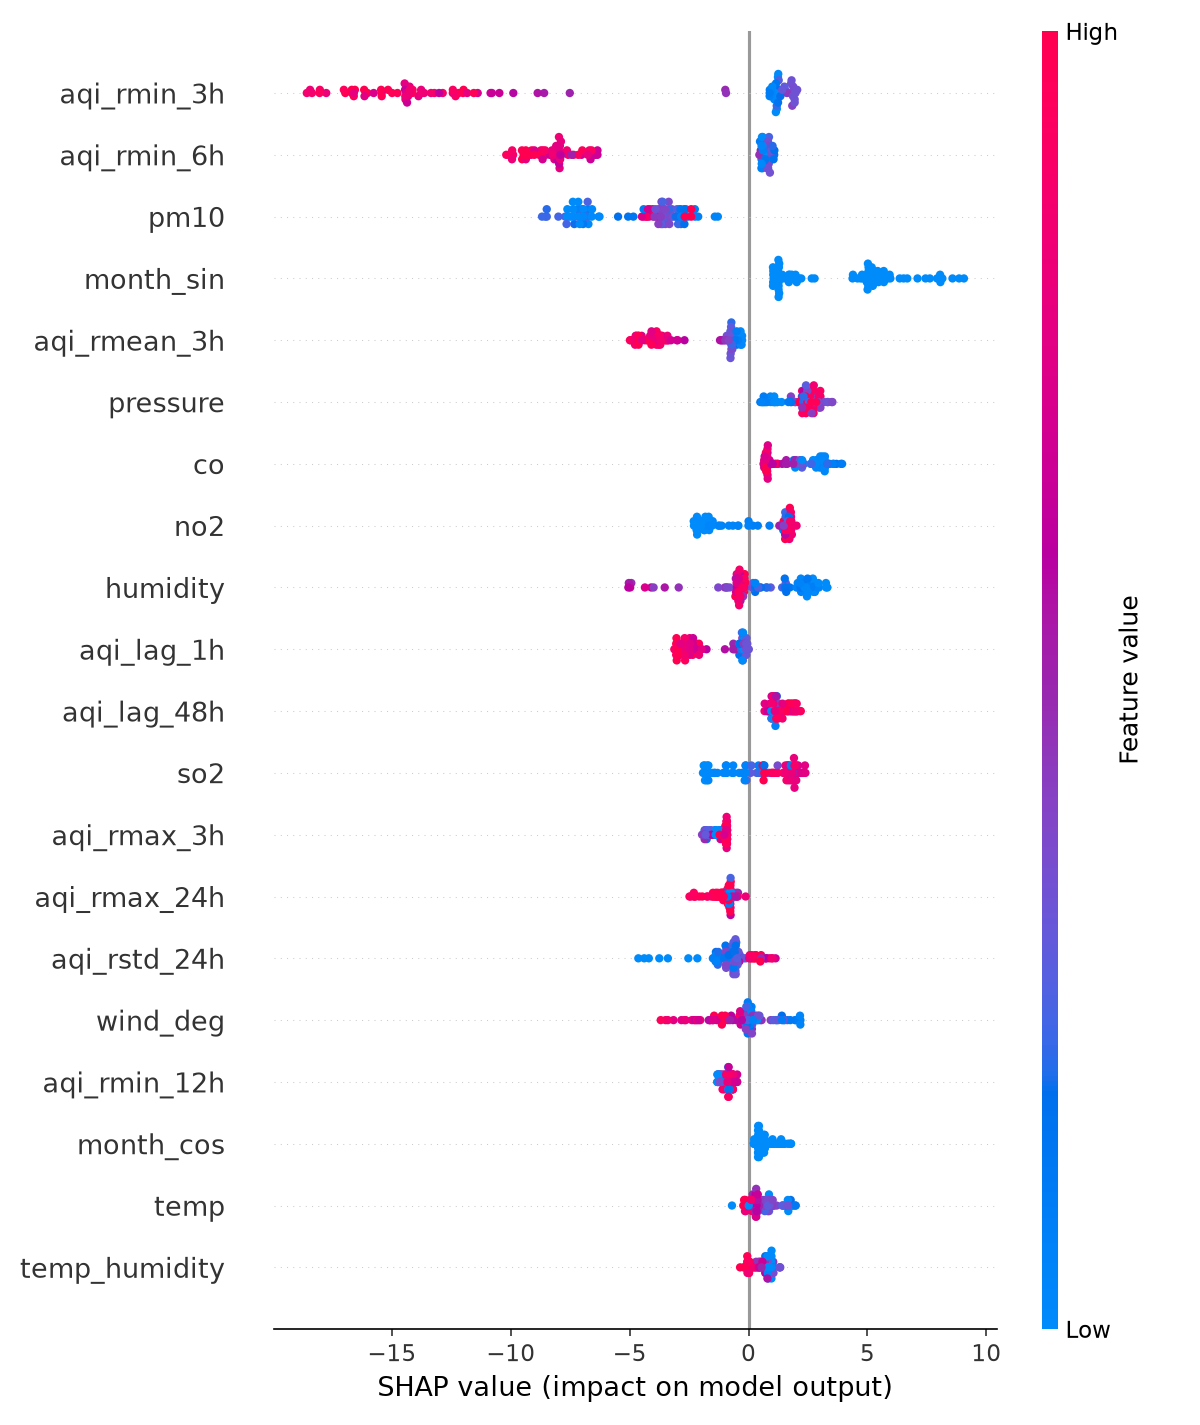 High
aqi_rmin_3h
aqi_rmin_6h
pm10
month_sin
aqi_rmean_3h
pressure
co
no2
humidity
aqi_lag_1h
aqi_lag_48h
so2
aqi_rmax_3h
aqi_rmax_24h
aqi_rstd_24h
wind_deg
aqi_rmin_12h
month_cos
temp
temp_humidity
Feature value
Low
−15 −10 −5 0 5 10
SHAP value (impact on model output)